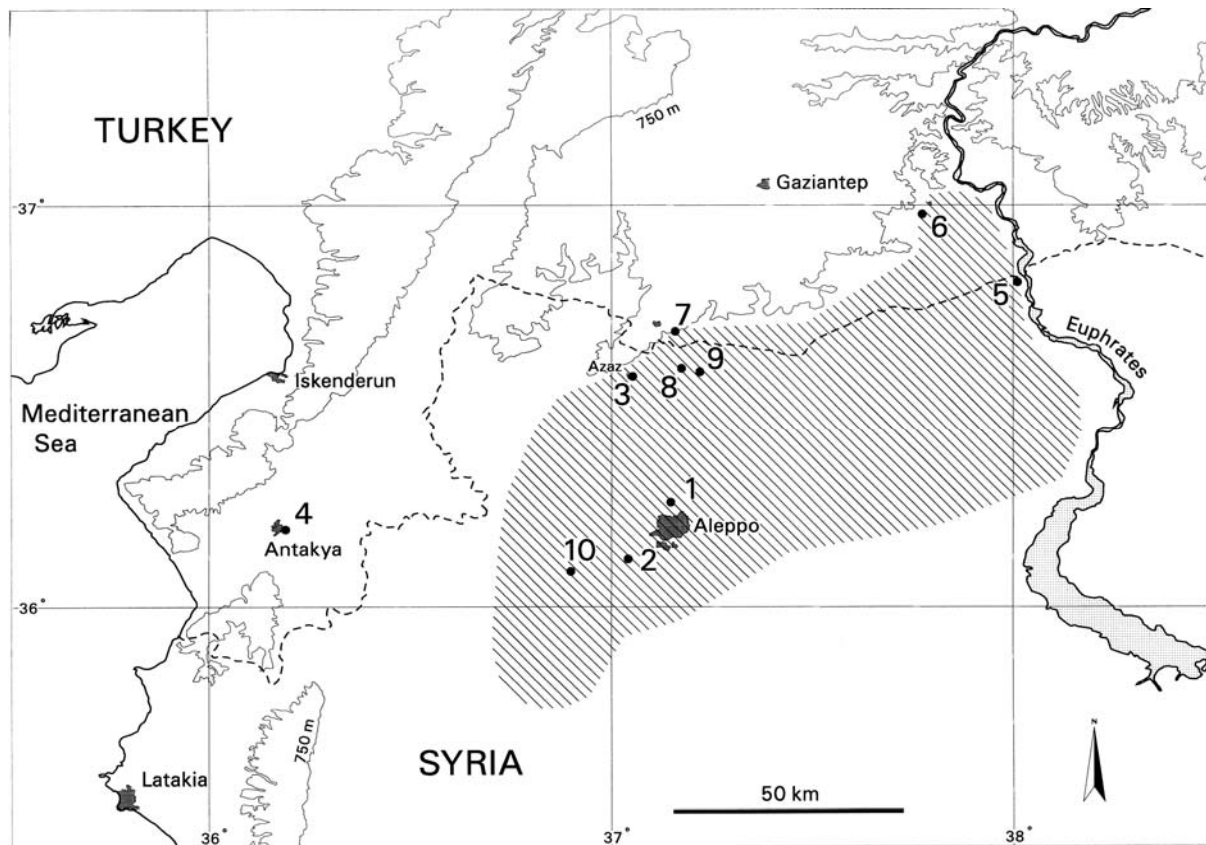 TURKEY
750 m
Gaziantep
37°
6
5
7
Euphrates
Azaz
9
8
3
Iskenderun
Mediterranean
Sea
1
4
Aleppo
Antakya
10
2
36°
N
750 m
SYRIA
Latakia
50 km
36°
37°
38°